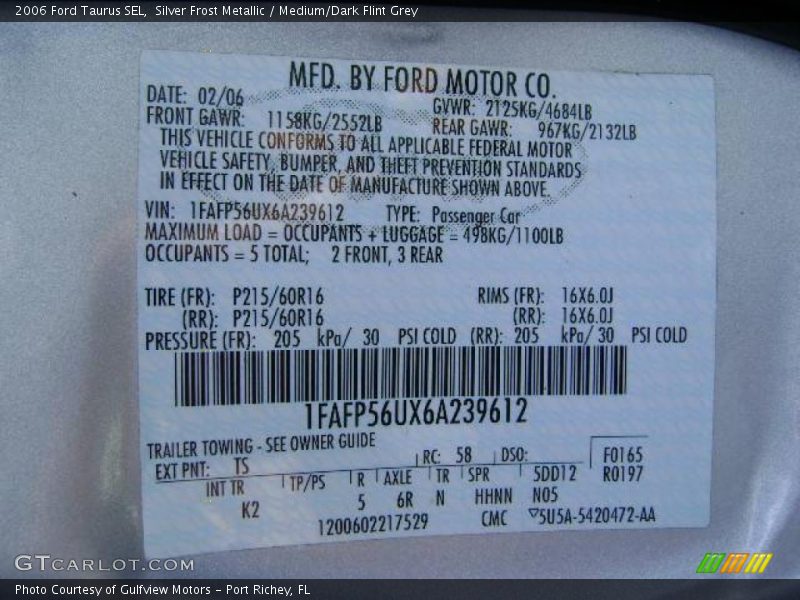 2006 Ford Taurus SEL, Silver Frost Metallic / Medium/Dark Flint Grey
MFD. BY FORD MOTOR CO.
DATE: 02/06 GVWR: 2125KG/4684LB
FRONT GAWR: 1158KG/2552LB REAR GAWR: 967KG/2132LB
THIS VEHICLE CONFORMS TO ALL APPLICABLE FEDERAL MOTOR
VEHICLE SAFETY, BUMPER, AND THEFT PREVENTION STANDARDS
IN EFFECT ON THE DATE OF MANUFACTURE SHOWN ABOVE.
VIN: 1FAFP56UX6A239612 TYPE: Passenger Car
MAXIMUM LOAD = OCCUPANTS + LUGGAGE = 498KG/1100LB
OCCUPANTS = 5 TOTAL; 2 FRONT, 3 REAR
TIRE (FR): P215/60R16 RIMS (FR): 16X6.0J
(RR): P215/60R16 (RR): 16X6.0J
PRESSURE (FR): 205 kPa/ 30 PSI COLD (RR): 205 kPa/ 30 PSI COLD
1FAFP56UX6A239612
TRAILER TOWING - SEE OWNER GUIDE
EXT PNT: TS RC: 58 DSO: F0165
INT TR TP/PS R AXLE TR SPR 5DD12 R0197
K2 5 6R N HHNN N05
1200602217529 CMC ▽5U5A-5420472-AA
GTCARLOT.COM
Photo Courtesy of Gulfview Motors - Port Richey, FL